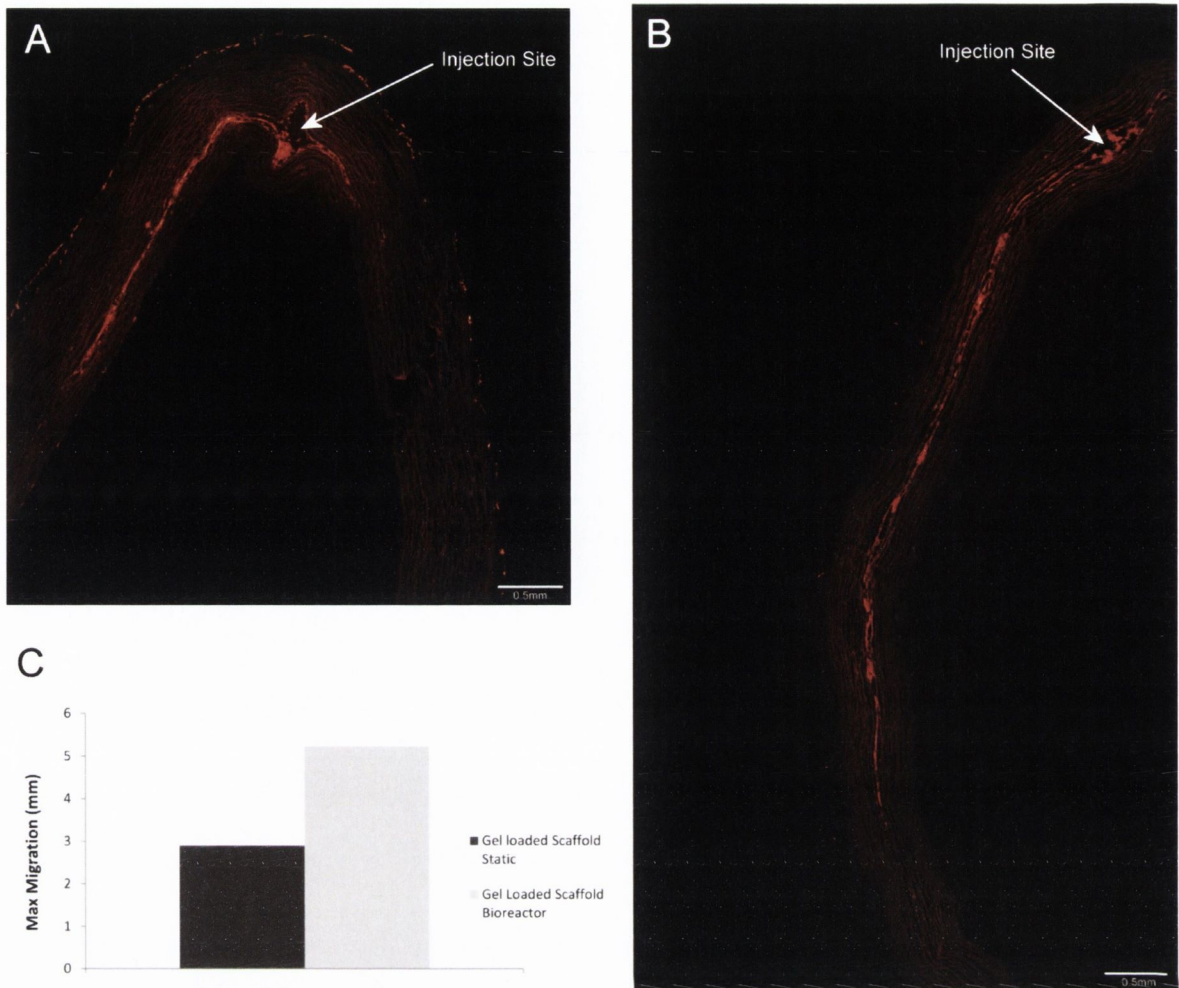 A
Injection Site
0.5mm
B
Injection Site
0.5mm
C
Max Migration (mm)
6
5
4
3
2
1
0
Gel loaded Scaffold
Static
Gel Loaded Scaffold
Bioreactor